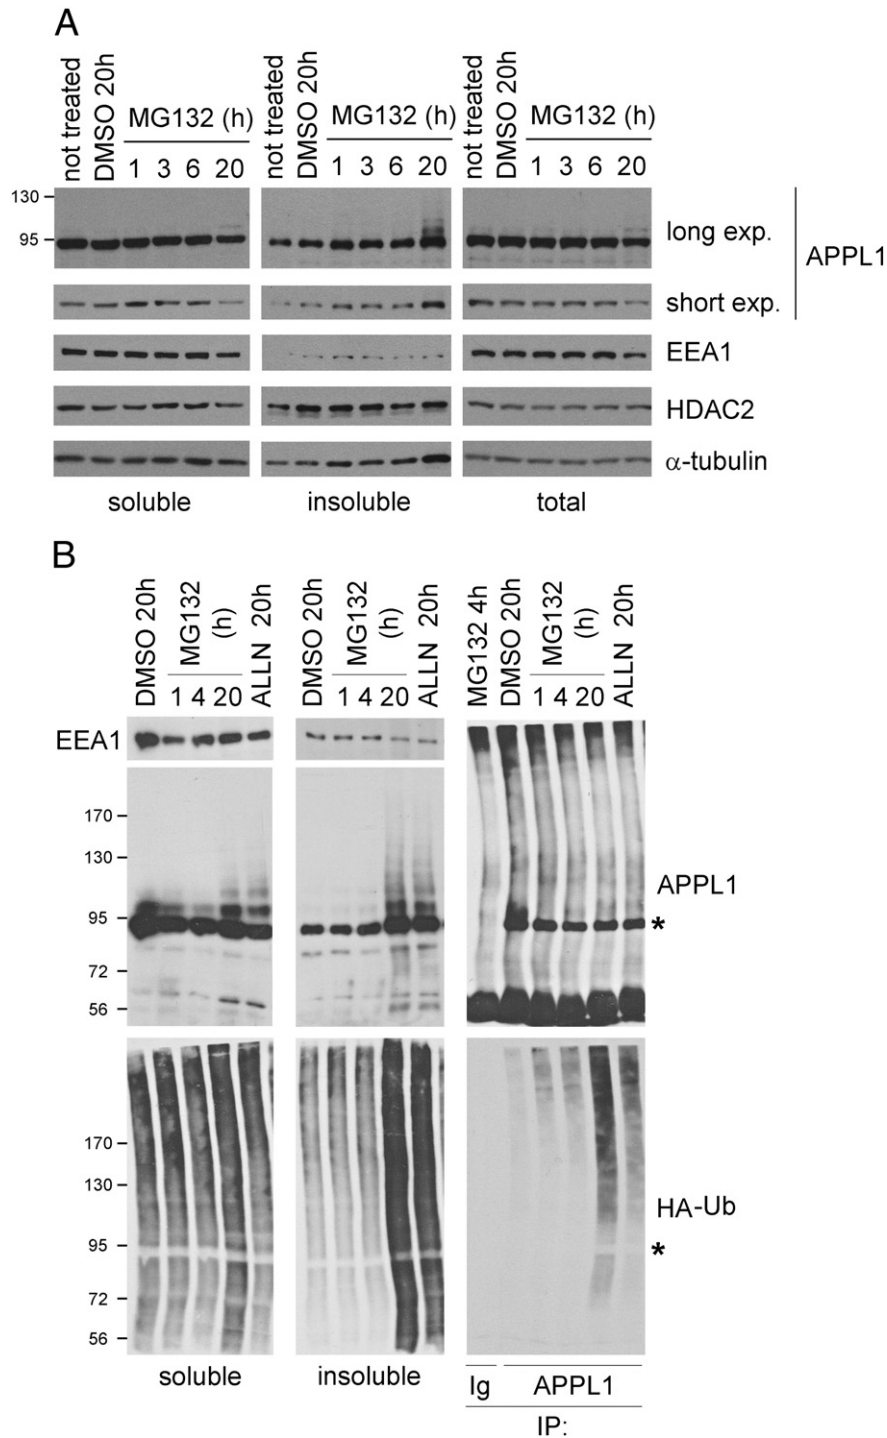 A
not treated
DMSO 20h
MG132 (h)
1 3 6 20
not treated
DMSO 20h
MG132 (h)
1 3 6 20
not treated
DMSO 20h
MG132 (h)
1 3 6 20
130
95
long exp.
APPL1
short exp.
EEA1
HDAC2
α-tubulin
soluble insoluble total
B
DMSO 20h
MG132
(h)
1 4 20
ALLN 20h
DMSO 20h
MG132
(h)
1 4 20
ALLN 20h
MG132 4h
DMSO 20h
MG132
(h)
1 4 20
ALLN 20h
EEA1
170
130
95
72
56
APPL1
*
170
130
95
72
56
HA-Ub
*
soluble insoluble
Ig APPL1
IP: